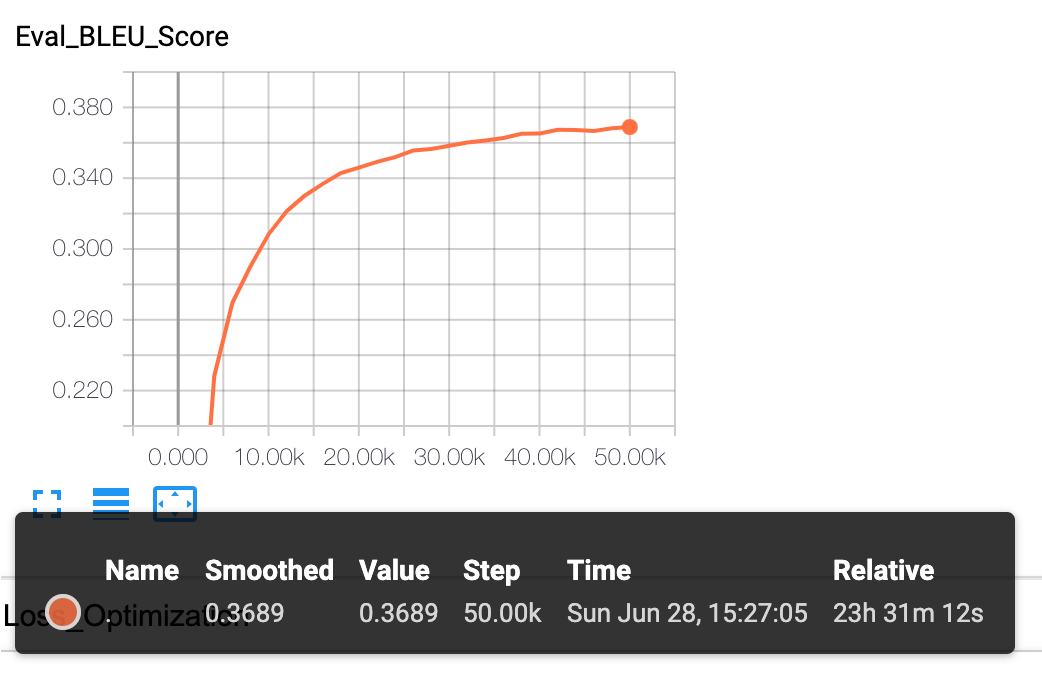 Eval_BLEU_Score
0.380
0.340
0.300
0.260
0.220
0.000 10.00k 20.00k 30.00k 40.00k 50.00k
Name Smoothed Value Step Time Relative
. 0.3689 0.3689 50.00k Sun Jun 28, 15:27:05 23h 31m 12s
Loss_Optimization